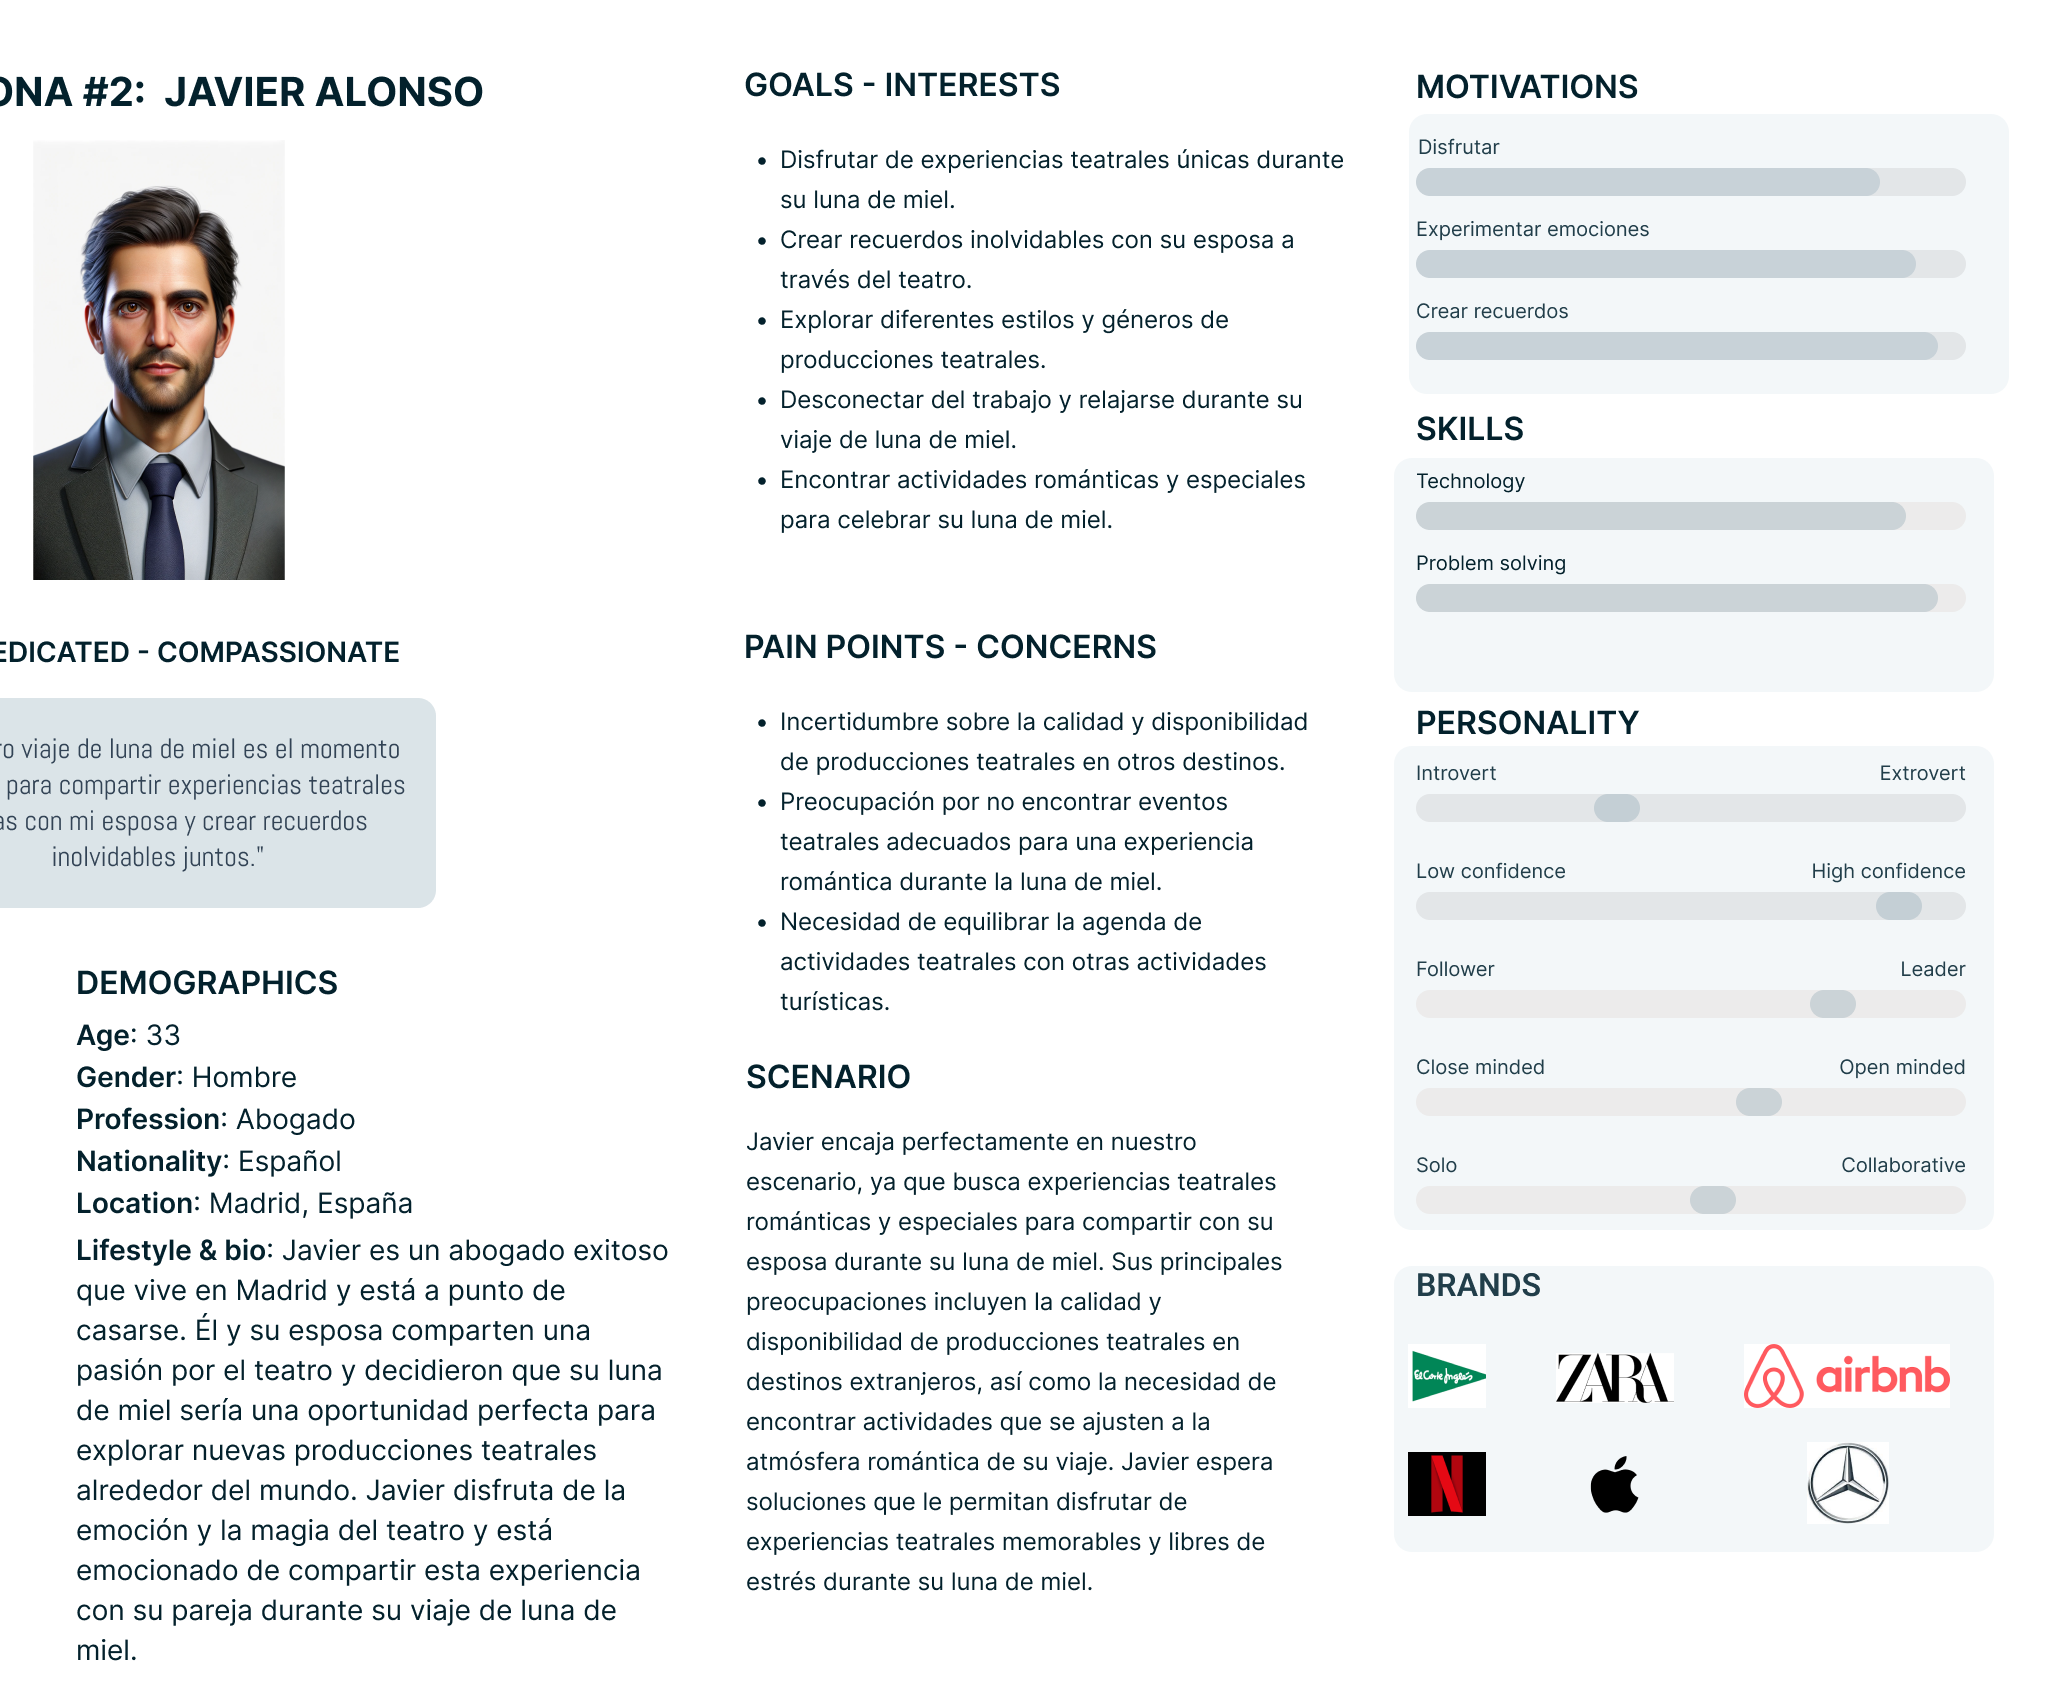 ONA #2: JAVIER ALONSO
EDICATED - COMPASSIONATE
ro viaje de luna de miel es el momento
para compartir experiencias teatrales
as con mi esposa y crear recuerdos
inolvidables juntos."
DEMOGRAPHICS
Age: 33
Gender: Hombre
Profession: Abogado
Nationality: Español
Location: Madrid, España
Lifestyle & bio: Javier es un abogado exitoso
que vive en Madrid y está a punto de
casarse. Él y su esposa comparten una
pasión por el teatro y decidieron que su luna
de miel sería una oportunidad perfecta para
explorar nuevas producciones teatrales
alrededor del mundo. Javier disfruta de la
emoción y la magia del teatro y está
emocionado de compartir esta experiencia
con su pareja durante su viaje de luna de
miel.
GOALS - INTERESTS
• Disfrutar de experiencias teatrales únicas durante
su luna de miel.
• Crear recuerdos inolvidables con su esposa a
través del teatro.
• Explorar diferentes estilos y géneros de
producciones teatrales.
• Desconectar del trabajo y relajarse durante su
viaje de luna de miel.
• Encontrar actividades románticas y especiales
para celebrar su luna de miel.
PAIN POINTS - CONCERNS
• Incertidumbre sobre la calidad y disponibilidad
de producciones teatrales en otros destinos.
• Preocupación por no encontrar eventos
teatrales adecuados para una experiencia
romántica durante la luna de miel.
• Necesidad de equilibrar la agenda de
actividades teatrales con otras actividades
turísticas.
SCENARIO
Javier encaja perfectamente en nuestro
escenario, ya que busca experiencias teatrales
románticas y especiales para compartir con su
esposa durante su luna de miel. Sus principales
preocupaciones incluyen la calidad y
disponibilidad de producciones teatrales en
destinos extranjeros, así como la necesidad de
encontrar actividades que se ajusten a la
atmósfera romántica de su viaje. Javier espera
soluciones que le permitan disfrutar de
experiencias teatrales memorables y libres de
estrés durante su luna de miel.
MOTIVATIONS
Disfrutar
Experimentar emociones
Crear recuerdos
SKILLS
Technology
Problem solving
PERSONALITY
Introvert Extrovert
Low confidence High confidence
Follower Leader
Close minded Open minded
Solo Collaborative
BRANDS
El Corte Inglés ZARA airbnb
N